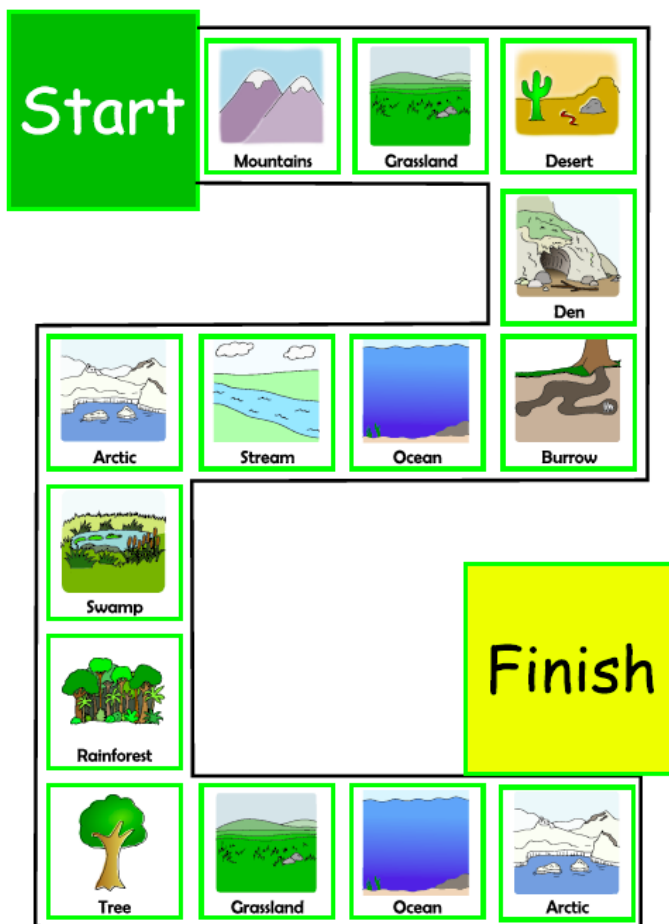 Start
Mountains
Grassland
Desert
Den
Arctic
Stream
Ocean
Burrow
Swamp
Finish
Rainforest
Tree
Grassland
Ocean
Arctic